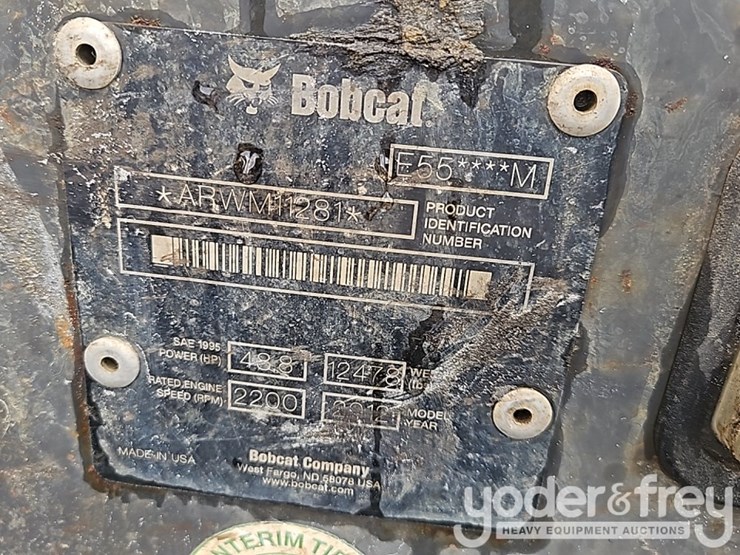 Bobcat
E55****M
*ARWM11281*
PRODUCT
IDENTIFICATION
NUMBER
SAE 1995
POWER (HP)
48.8
12478
RATED ENGINE
SPEED (RPM)
2200
MODEL
YEAR
MADE IN USA
Bobcat Company
West Fargo, ND 58078 USA
www.bobcat.com
INTERIM TI
yoder&frey
HEAVY EQUIPMENT AUCTIONS